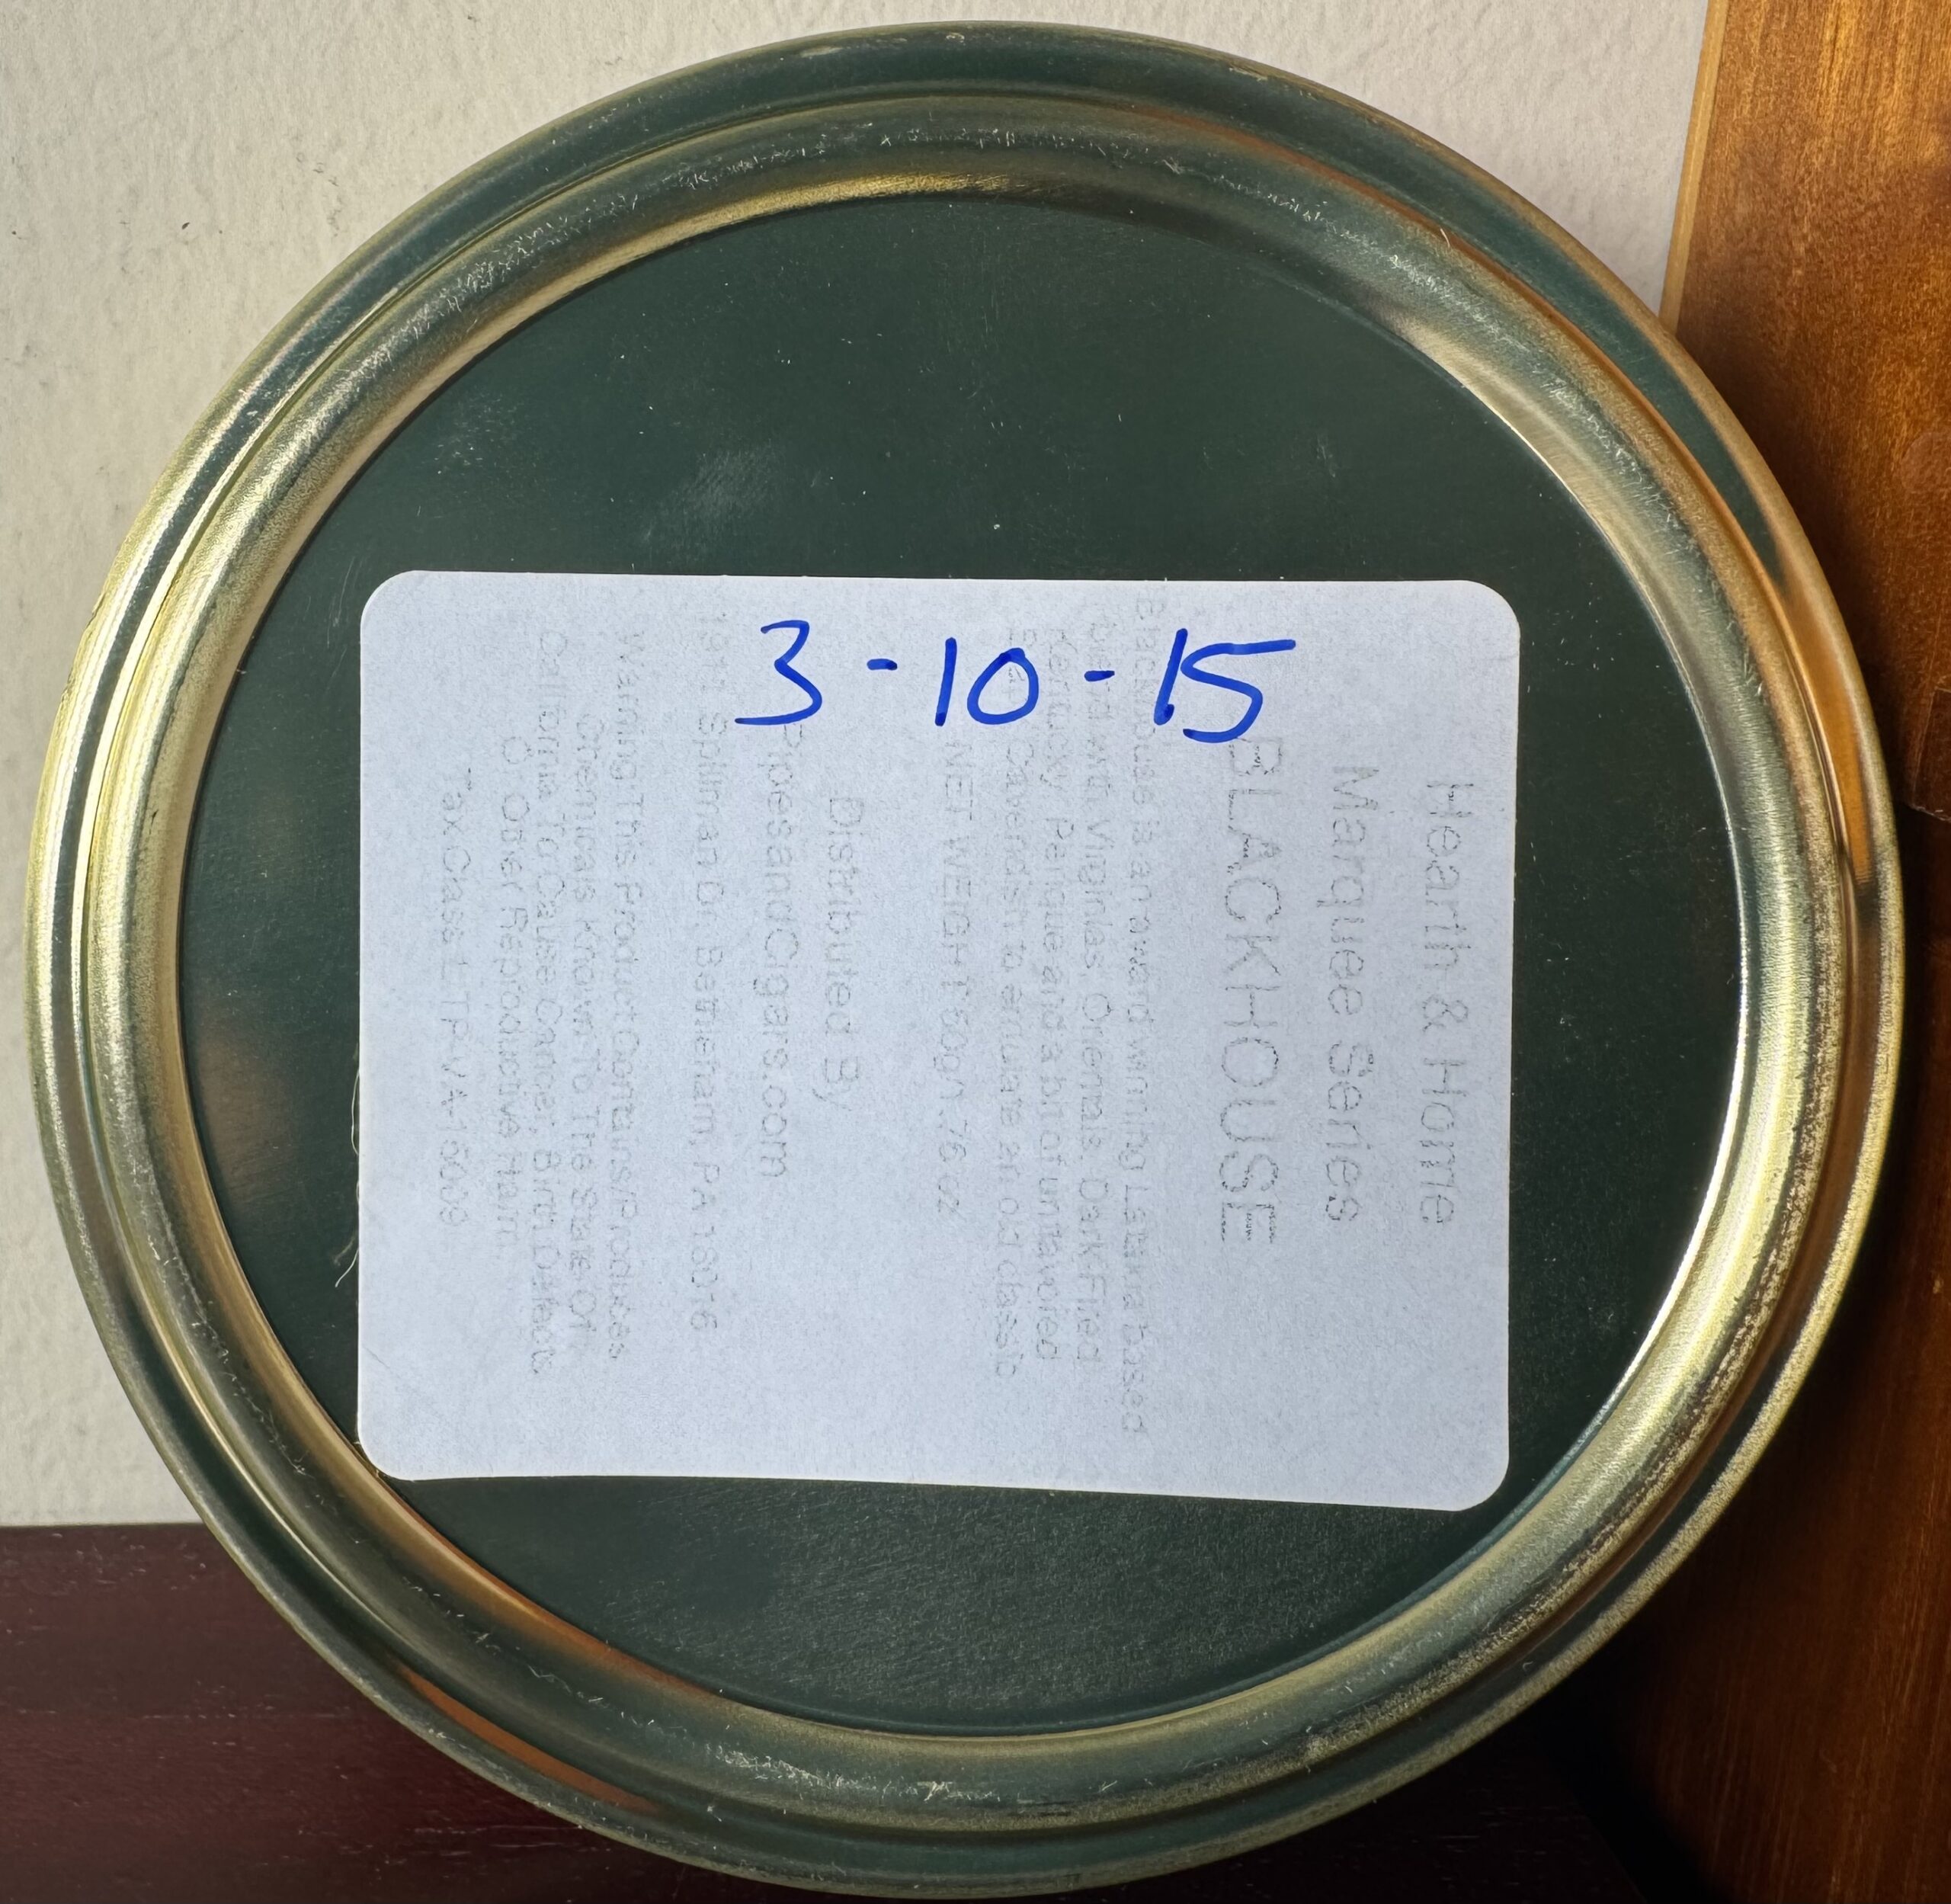 3-10-15
Hearth & Home
Marquee Series
BLACKHOUSE
Blackhouse is an award winning Latakia based
blend with Virginias, Orientals, Dark Fired
Kentucky, Perique and a bit of unflavored
Cavendish to emulate an old classic
NET WEIGHT 50g/1.76 oz
Distributed By
PipesandCigars.com
1911 Spillman Dr. Bethlehem, PA 18015
Warning This Product Contains/Produces
Chemicals Known To The State Of
California To Cause Cancer, Birth Defects
Or Other Reproductive Harm.
Tax Class L TP-VA-15009